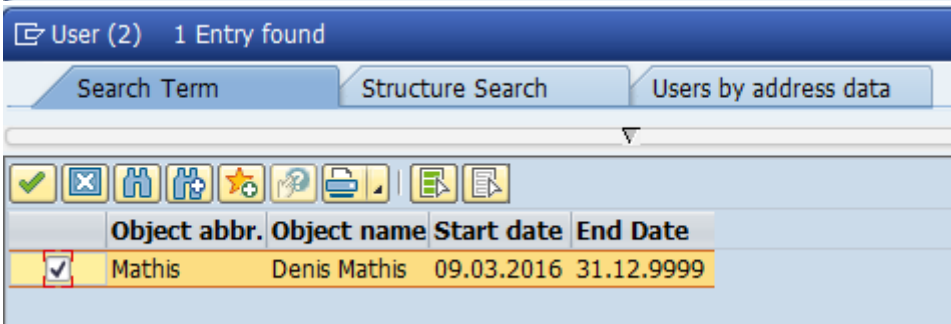 User (2) 1 Entry found
Search Term Structure Search Users by address data
Object abbr. Object name Start date End Date
Mathis Denis Mathis 09.03.2016 31.12.9999